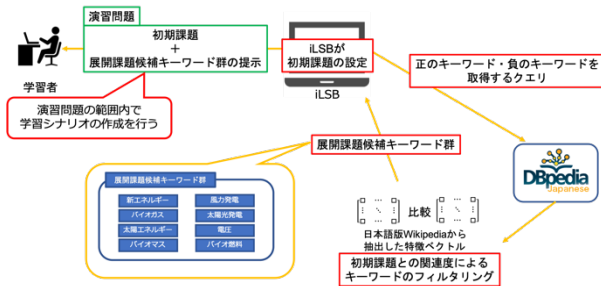 演習問題
初期課題
＋
展開課題候補キーワード群の提示
学習者
演習問題の範囲内で
学習シナリオの作成を行う
iLSBが
初期課題の設定
iLSB
正のキーワード・負のキーワードを
取得するクエリ
展開課題候補キーワード群
展開課題候補キーワード群
新エネルギー
風力発電
バイオガス
太陽光発電
太陽エネルギー
電圧
バイオマス
バイオ燃料
DBpedia
Japanese
比較
日本語版Wikipediaから
抽出した特徴ベクトル
初期課題との関連度による
キーワードのフィルタリング